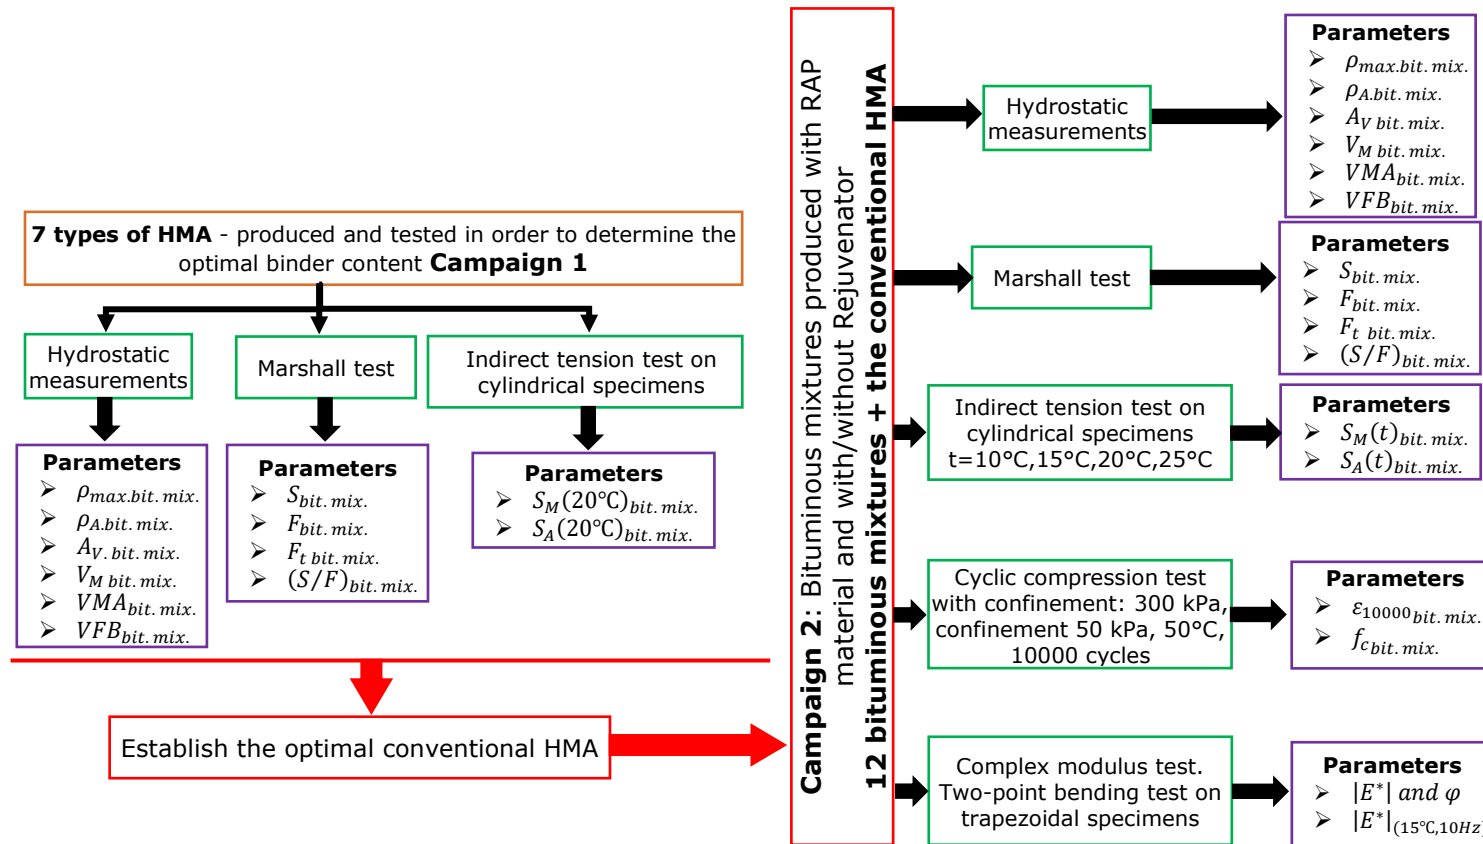 7 types of HMA - produced and tested in order to determine the
optimal binder content Campaign 1
Hydrostatic
measurements
Marshall test
Indirect tension test on
cylindrical specimens
Parameters
➢ ρmax.bit.mix.
➢ ρA.bit.mix.
➢ AV.bit.mix.
➢ VM bit.mix.
➢ VMAbit.mix.
➢ VFBbit.mix.
Parameters
➢ Sbit.mix.
➢ Fbit.mix.
➢ Ft bit.mix.
➢ (S/F)bit.mix.
Parameters
➢ SM(20°C)bit.mix.
➢ SA(20°C)bit.mix.
Establish the optimal conventional HMA
Campaign 2: Bituminous mixtures produced with RAP
material and with/without Rejuvenator
12 bituminous mixtures + the conventional HMA
Hydrostatic
measurements
Parameters
➢ ρmax.bit.mix.
➢ ρA.bit.mix.
➢ AV bit.mix.
➢ VM bit.mix.
➢ VMAbit.mix.
➢ VFBbit.mix.
Marshall test
Parameters
➢ Sbit.mix.
➢ Fbit.mix.
➢ Ft bit.mix.
➢ (S/F)bit.mix.
Indirect tension test on
cylindrical specimens
t=10°C,15°C,20°C,25°C
Parameters
➢ SM(t)bit.mix.
➢ SA(t)bit.mix.
Cyclic compression test
with confinement: 300 kPa,
confinement 50 kPa, 50°C,
10000 cycles
Parameters
➢ ε10000bit.mix.
➢ fcbit.mix.
Complex modulus test.
Two-point bending test on
trapezoidal specimens
Parameters
➢ |E*| and φ
➢ |E*|(15°C,10Hz)